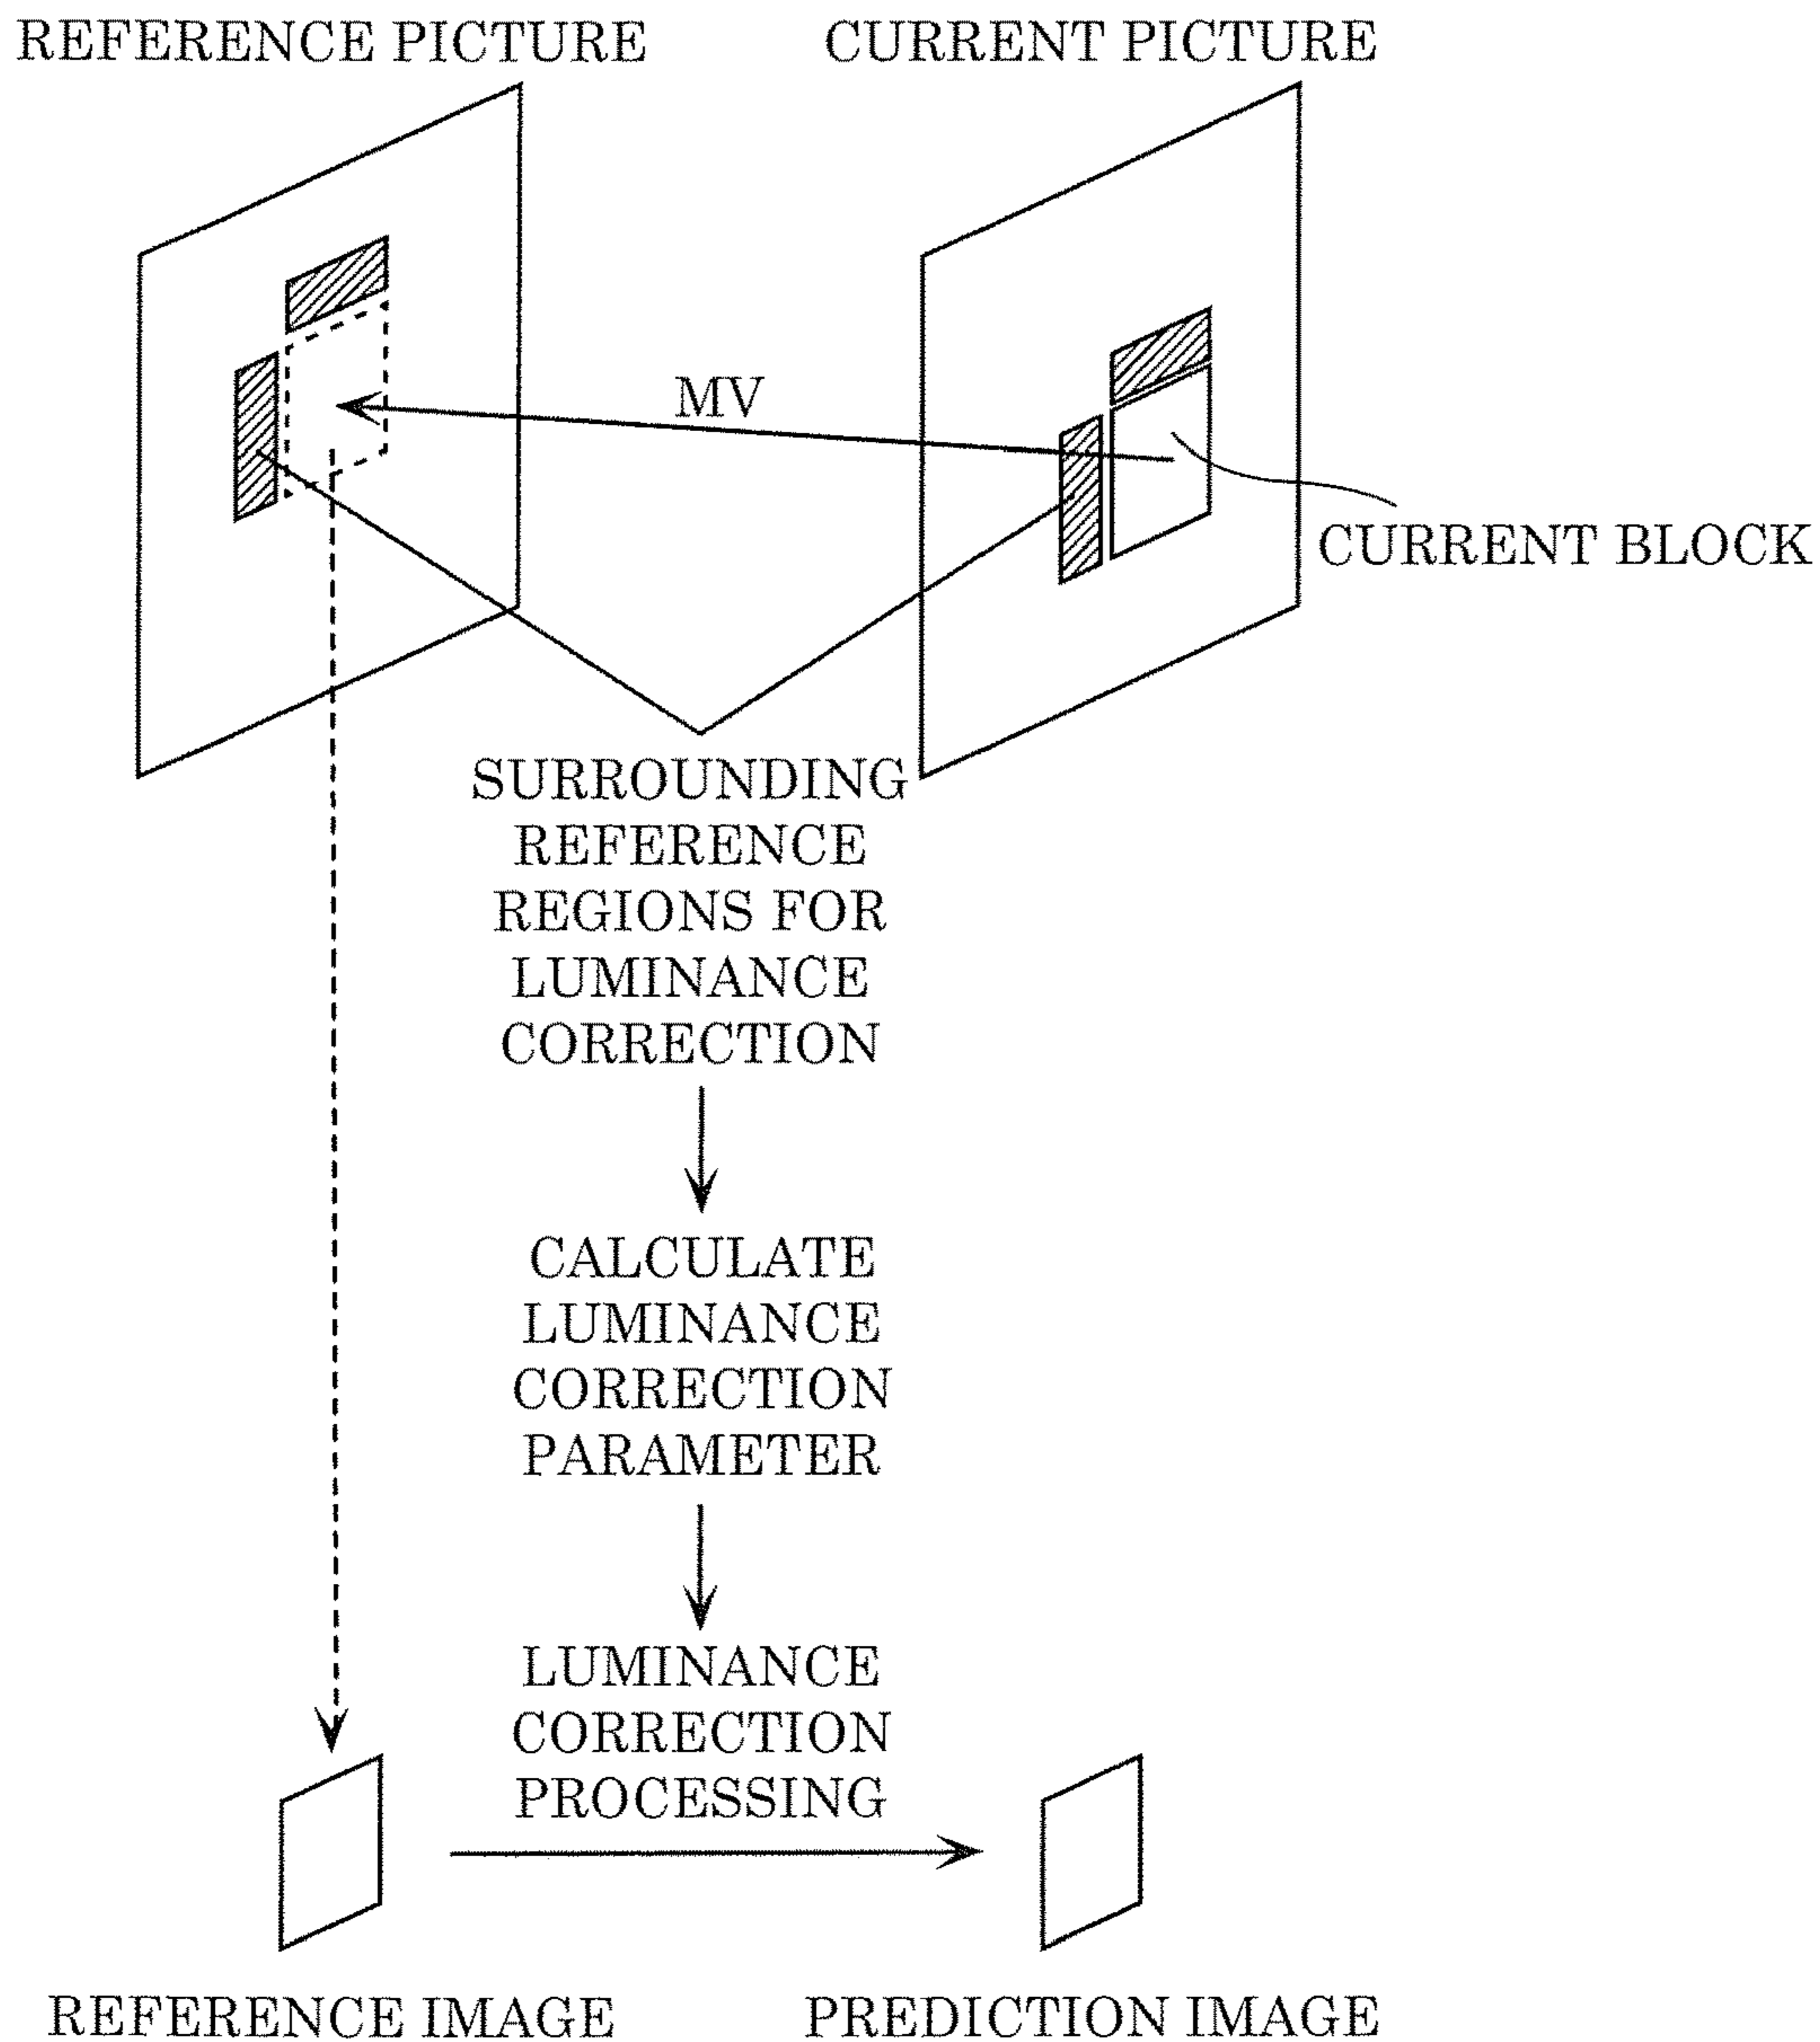 REFERENCE PICTURE
CURRENT PICTURE
MV
CURRENT BLOCK
SURROUNDING
REFERENCE
REGIONS FOR
LUMINANCE
CORRECTION
CALCULATE
LUMINANCE
CORRECTION
PARAMETER
LUMINANCE
CORRECTION
PROCESSING
REFERENCE IMAGE
PREDICTION IMAGE